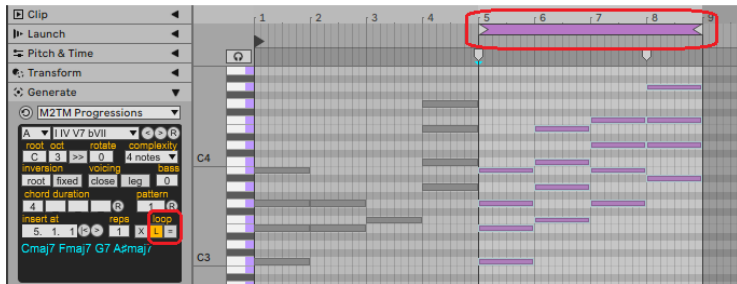 Clip
Launch
Pitch & Time
Transform
Generate
M2TM Progressions
A I IV V7 bVII R
root oct rotate complexity
C 3 >> 0 4 notes
inversion voicing bass
root fixed close leg 0
chord duration pattern
4 R 1 R
insert at reps loop
5. 1. 1 |< > 1 X L =
Cmaj7 Fmaj7 G7 A♯maj7
1 2 3 4 5 6 7 8 9
C4
C3